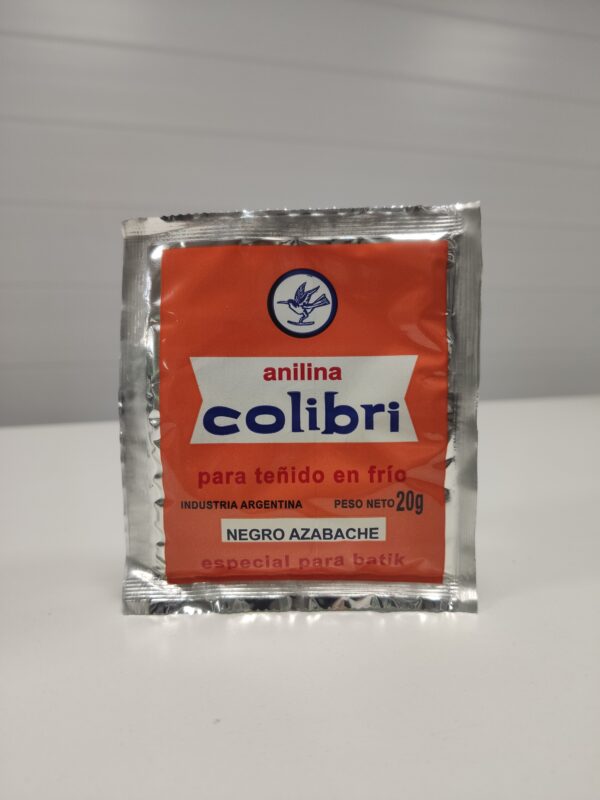 anilina
colibri
para teñido en frío
INDUSTRIA ARGENTINA PESO NETO 20g
NEGRO AZABACHE
especial para batik